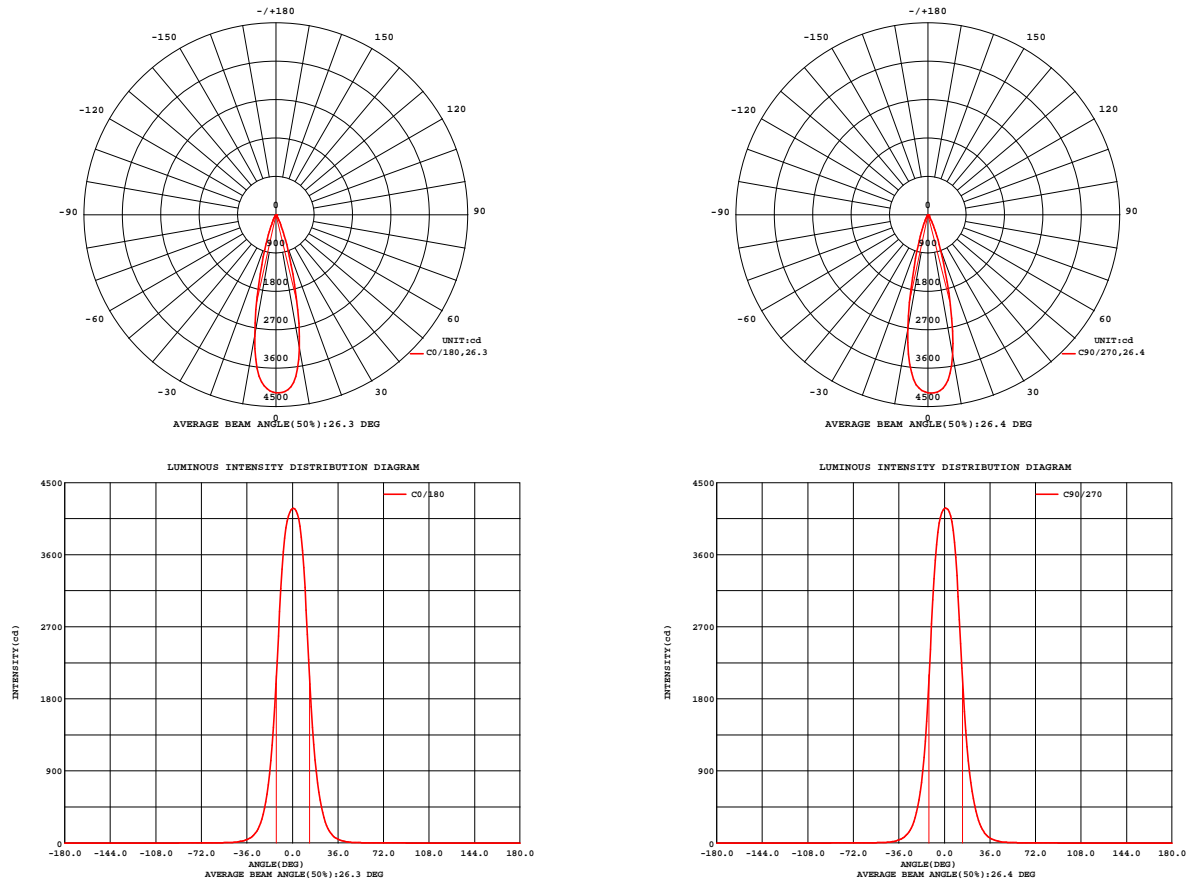 -/+180
-150 150
-120 120
-90 90
-60 60
-30 30
0
900
1800
2700
3600
4500
0
UNIT:cd
C0/180,26.3
AVERAGE BEAM ANGLE(50%):26.3 DEG
-/+180
-150 150
-120 120
-90 90
-60 60
-30 30
0
900
1800
2700
3600
4500
0
UNIT:cd
C90/270,26.4
AVERAGE BEAM ANGLE(50%):26.4 DEG
LUMINOUS INTENSITY DISTRIBUTION DIAGRAM
C0/180
INTENSITY(cd)
4500
3600
2700
1800
900
0
-180.0 -144.0 -108.0 -72.0 -36.0 0.0 36.0 72.0 108.0 144.0 180.0
ANGLE(DEG)
AVERAGE BEAM ANGLE(50%):26.3 DEG
LUMINOUS INTENSITY DISTRIBUTION DIAGRAM
C90/270
INTENSITY(cd)
4500
3600
2700
1800
900
0
-180.0 -144.0 -108.0 -72.0 -36.0 0.0 36.0 72.0 108.0 144.0 180.0
ANGLE(DEG)
AVERAGE BEAM ANGLE(50%):26.4 DEG